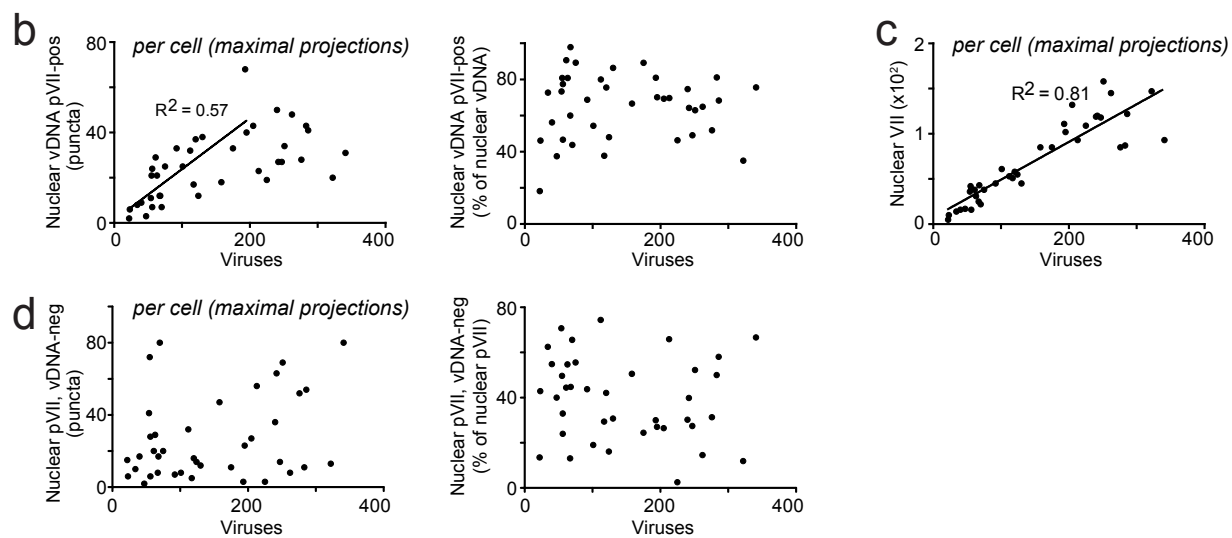 b
per cell (maximal projections)
Nuclear vDNA pVII-pos
(puncta)
80
40
0
R² = 0.57
0
200
400
Viruses
Nuclear vDNA pVII-pos
(% of nuclear vDNA)
80
40
0
0
200
400
Viruses
c
per cell (maximal projections)
Nuclear VII (x10²)
2
1
0
R² = 0.81
0
200
400
Viruses
d
per cell (maximal projections)
Nuclear pVII, vDNA-neg
(puncta)
80
40
0
0
200
400
Viruses
Nuclear pVII, vDNA-neg
(% of nuclear pVII)
80
40
0
0
200
400
Viruses